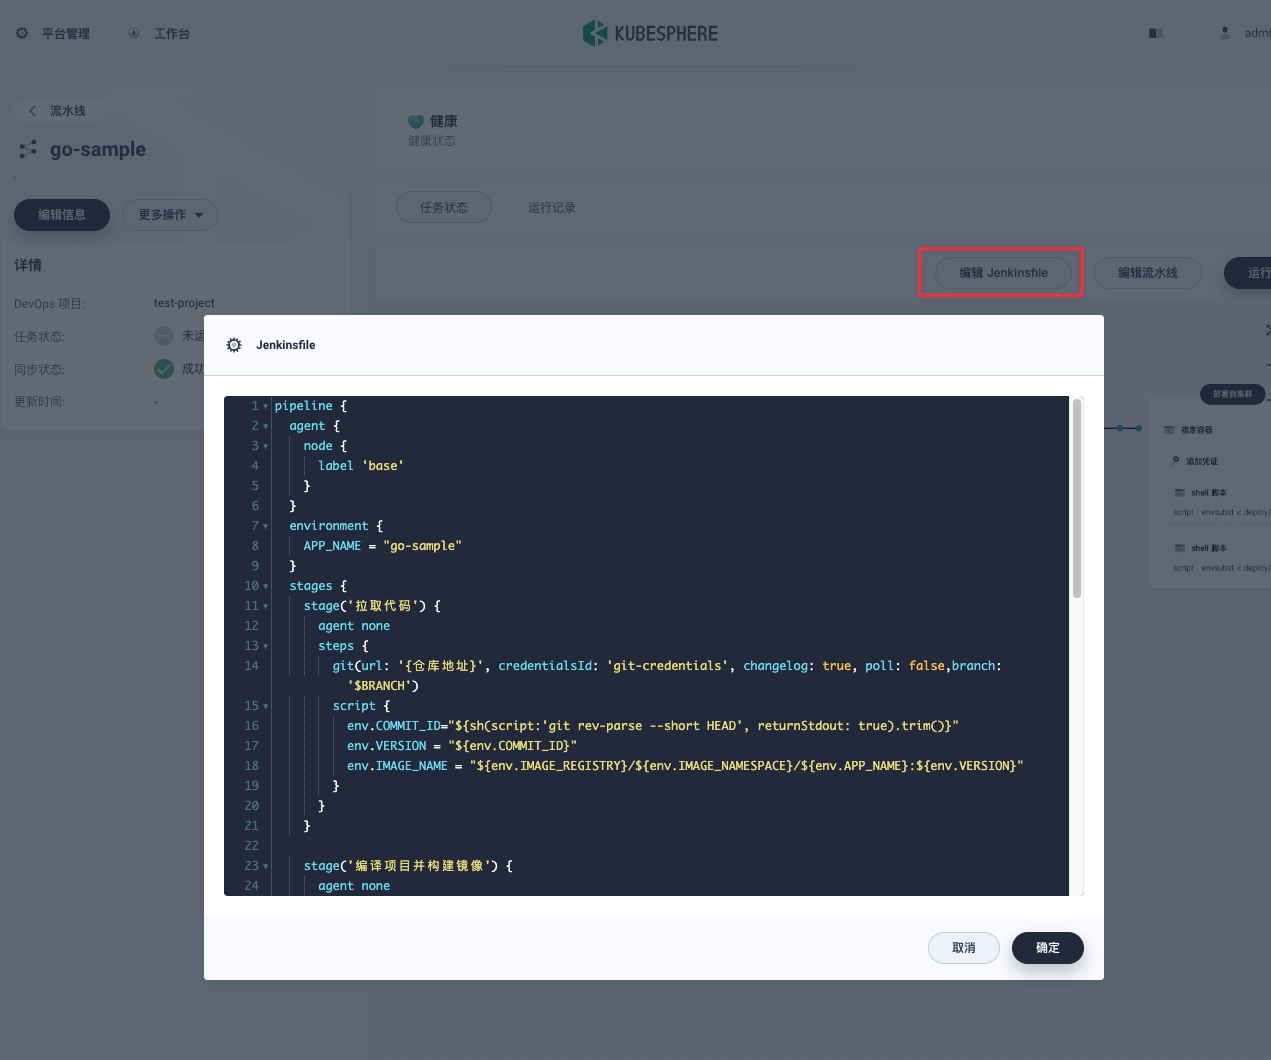 平台管理
工作台
KUBESPHERE
流水线
go-sample
-
编辑信息
更多操作
详情
DevOps 项目:
test-project
任务状态:
未运
同步状态:
成功
更新时间:
-
健康
健康状态
任务状态
运行记录
编辑 Jenkinsfile
编辑流水线
运行
部署到集群
指定容器
添加凭证
shell 脚本
script envsubst < deploy/
shell 脚本
script envsubst < deploy/
Jenkinsfile
1 pipeline {
2 agent {
3 node {
4 label 'base'
5 }
6 }
7 environment {
8 APP_NAME = "go-sample"
9 }
10 stages {
11 stage('拉取代码') {
12 agent none
13 steps {
14 git(url: '{仓库地址}', credentialsId: 'git-credentials', changelog: true, poll: false,branch:
'$BRANCH')
15 script {
16 env.COMMIT_ID="${sh(script:'git rev-parse --short HEAD', returnStdout: true).trim()}"
17 env.VERSION = "${env.COMMIT_ID}"
18 env.IMAGE_NAME = "${env.IMAGE_REGISTRY}/${env.IMAGE_NAMESPACE}/${env.APP_NAME}:${env.VERSION}"
19 }
20 }
21 }
22
23 stage('编译项目并构建镜像') {
24 agent none
取消
确定